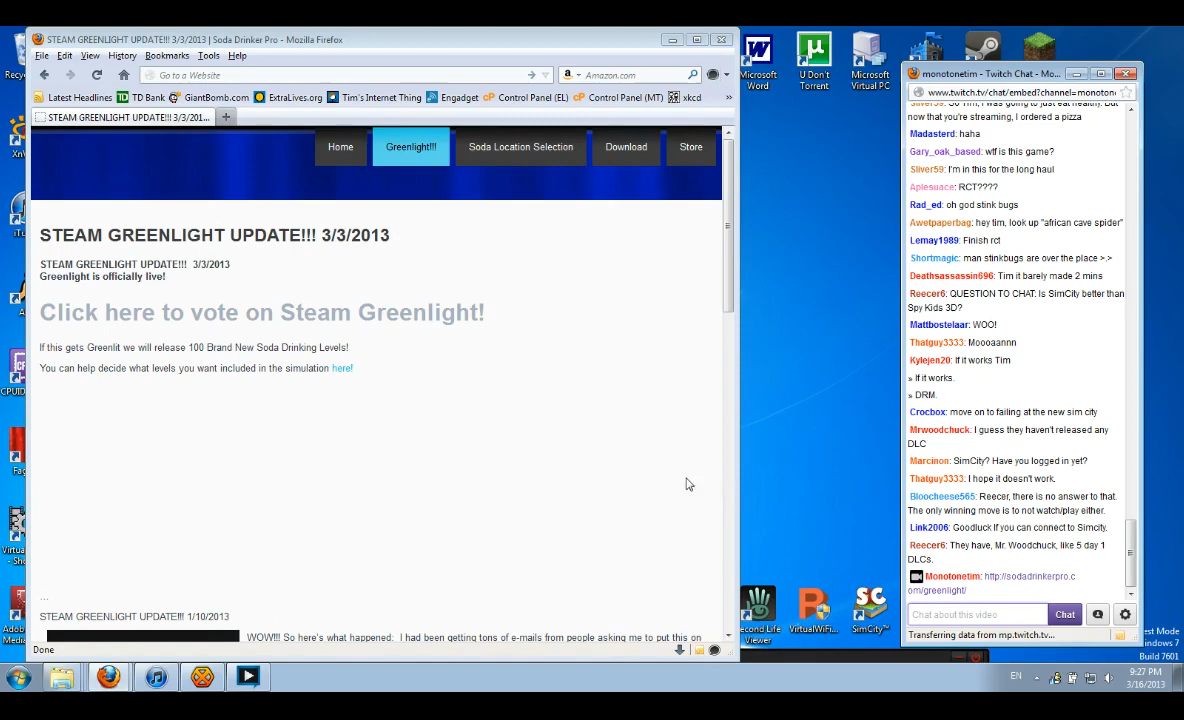 STEAM GREENLIGHT UPDATE!!! 3/3/2013 | Soda Drinker Pro - Mozilla Firefox
File Edit View History Bookmarks Tools Help
Go to a Website
Amazon.com
Latest Headlines TD Bank GiantBomb.com ExtraLives.org Tim's Internet Thing Engadget Control Panel (EL) Control Panel (MT) xkcd »
STEAM GREENLIGHT UPDATE!!! 3/3/201...
Home Greenlight!!! Soda Location Selection Download Store
STEAM GREENLIGHT UPDATE!!! 3/3/2013
STEAM GREENLIGHT UPDATE!!! 3/3/2013
Greenlight is officially live!
Click here to vote on Steam Greenlight!
If this gets Greenlit we will release 100 Brand New Soda Drinking Levels!
You can help decide what levels you want included in the simulation here!
...
STEAM GREENLIGHT UPDATE!!! 1/10/2013
WOW!!! So here's what happened: I had been getting tons of e-mails from people asking me to put this on
Done
Microsoft
Word
U Don't
Torrent
Microsoft
Virtual PC
econd Life
Viewer
VirtualWiFi...
SimCity™
monotonetim - Twitch Chat - Mo...
www.twitch.tv/chat/embed?channel=monoton
now that you're streaming, I ordered a pizza
Madasterd: haha
Gary_oak_based: wtf is this game?
Sliver59: I'm in this for the long haul
Aplesuace: RCT????
Rad_ed: oh god stink bugs
Awetpaperbag: hey tim, look up "african cave spider"
Lemay1989: Finish rct
Shortmagic: man stinkbugs are over the place >.>
Deathsassassin696: Tim it barely made 2 mins
Reecer6: QUESTION TO CHAT: Is SimCity better than
Spy Kids 3D?
Mattbostelaar: WOO!
Thatguy3333: Moooaannn
Kylejen20: If it works Tim
» If it works.
» DRM.
Crocbox: move on to failing at the new sim city
Mrwoodchuck: I guess they haven't released any
DLC
Marcinon: SimCity? Have you logged in yet?
Thatguy3333: I hope it doesn't work.
Bloocheese565: Reecer, there is no answer to that.
The only winning move is to not watch/play either.
Link2006: Goodluck If you can connect to Simcity.
Reecer6: They have, Mr. Woodchuck, like 5 day 1
DLCs.
Monotonetim: http://sodadrinkerpro.c
om/greenlight/
Chat about this video
Chat
Transferring data from mp.twitch.tv...
est Mode
indows 7
Build 7601
EN
9:27 PM
3/16/2013